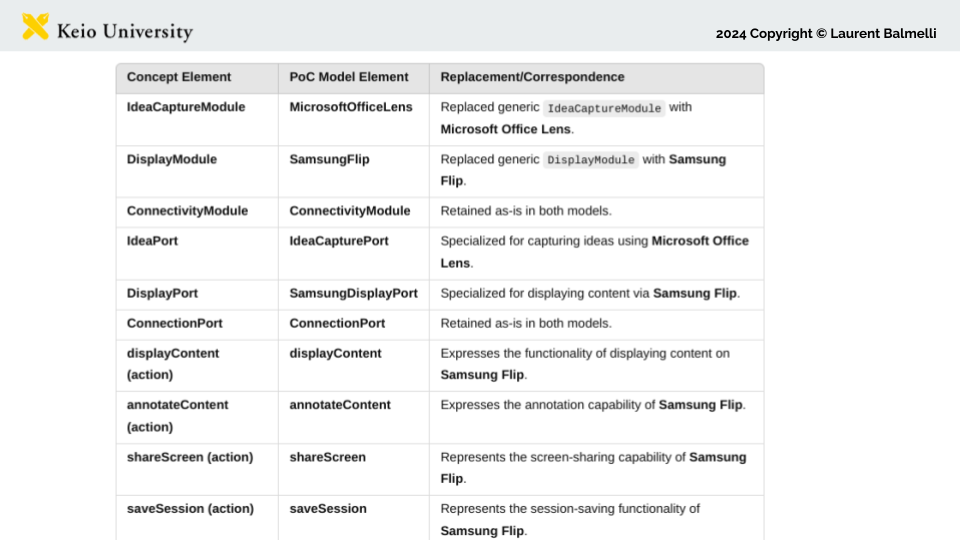 Keio University
2024 Copyright © Laurent Balmelli
Concept Element PoC Model Element Replacement/Correspondence
IdeaCaptureModule MicrosoftOfficeLens Replaced generic IdeaCaptureModule with
Microsoft Office Lens.
DisplayModule SamsungFlip Replaced generic DisplayModule with Samsung
Flip.
ConnectivityModule ConnectivityModule Retained as-is in both models.
IdeaPort IdeaCapturePort Specialized for capturing ideas using Microsoft Office
Lens.
DisplayPort SamsungDisplayPort Specialized for displaying content via Samsung Flip.
ConnectionPort ConnectionPort Retained as-is in both models.
displayContent displayContent Expresses the functionality of displaying content on
(action) Samsung Flip.
annotateContent annotateContent Expresses the annotation capability of Samsung Flip.
(action)
shareScreen (action) shareScreen Represents the screen-sharing capability of Samsung
Flip.
saveSession (action) saveSession Represents the session-saving functionality of
Samsung Flip.